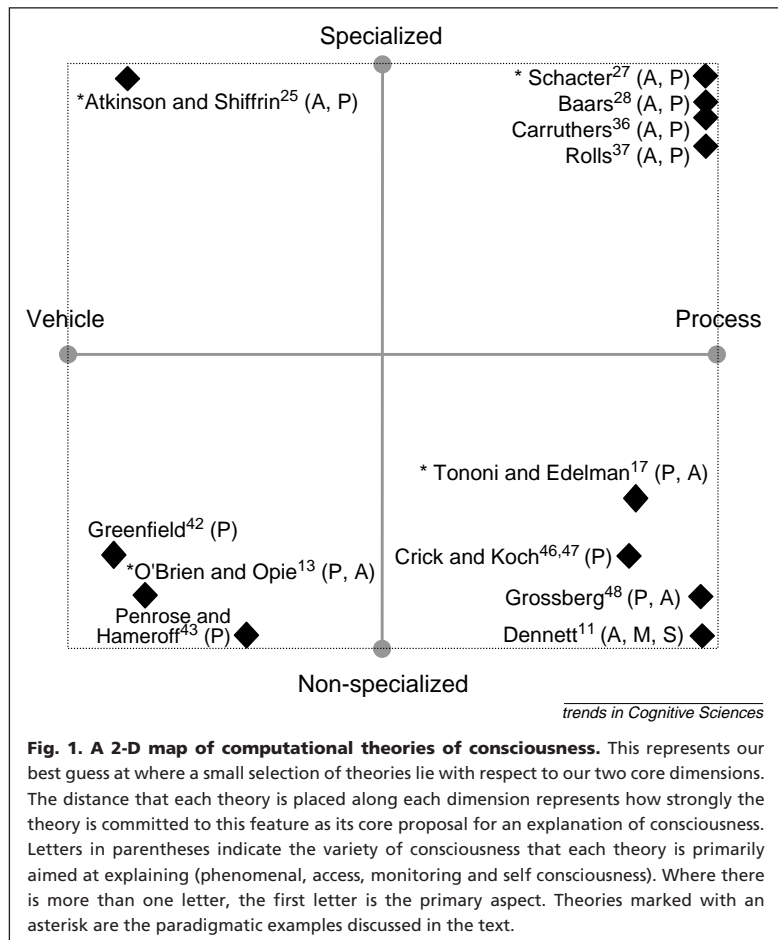 Specialized
*Atkinson and Shiffrin25 (A, P)
* Schacter27 (A, P)
Baars28 (A, P)
Carruthers36 (A, P)
Rolls37 (A, P)
Vehicle
Process
* Tononi and Edelman17 (P, A)
Greenfield42 (P)
*O'Brien and Opie13 (P, A)
Crick and Koch46,47 (P)
Penrose and
Hameroff43 (P)
Grossberg48 (P, A)
Dennett11 (A, M, S)
Non-specialized
trends in Cognitive Sciences
Fig. 1. A 2-D map of computational theories of consciousness. This represents our
best guess at where a small selection of theories lie with respect to our two core dimensions.
The distance that each theory is placed along each dimension represents how strongly the
theory is committed to this feature as its core proposal for an explanation of consciousness.
Letters in parentheses indicate the variety of consciousness that each theory is primarily
aimed at explaining (phenomenal, access, monitoring and self consciousness). Where there
is more than one letter, the first letter is the primary aspect. Theories marked with an
asterisk are the paradigmatic examples discussed in the text.